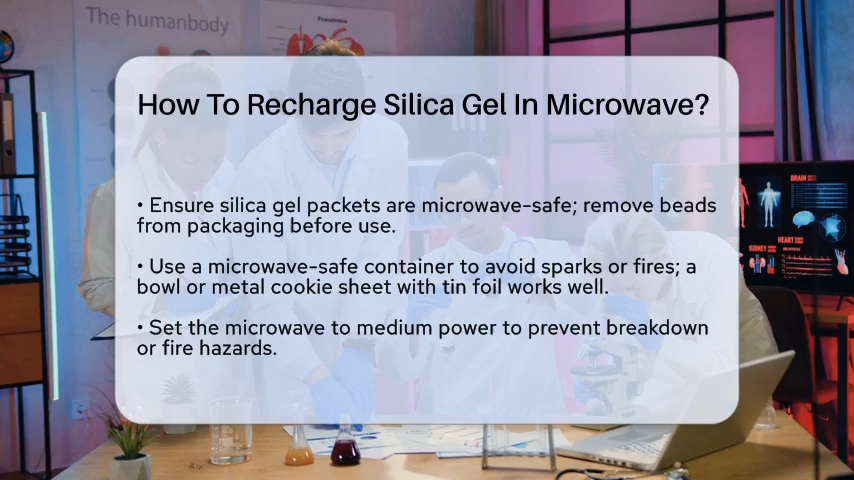 The humanbody
Pneumonia
How To Recharge Silica Gel In Microwave?
• Ensure silica gel packets are microwave-safe; remove beads
from packaging before use.
• Use a microwave-safe container to avoid sparks or fires; a
bowl or metal cookie sheet with tin foil works well.
• Set the microwave to medium power to prevent breakdown
or fire hazards.
BRAIN
HEART
KIDNEY